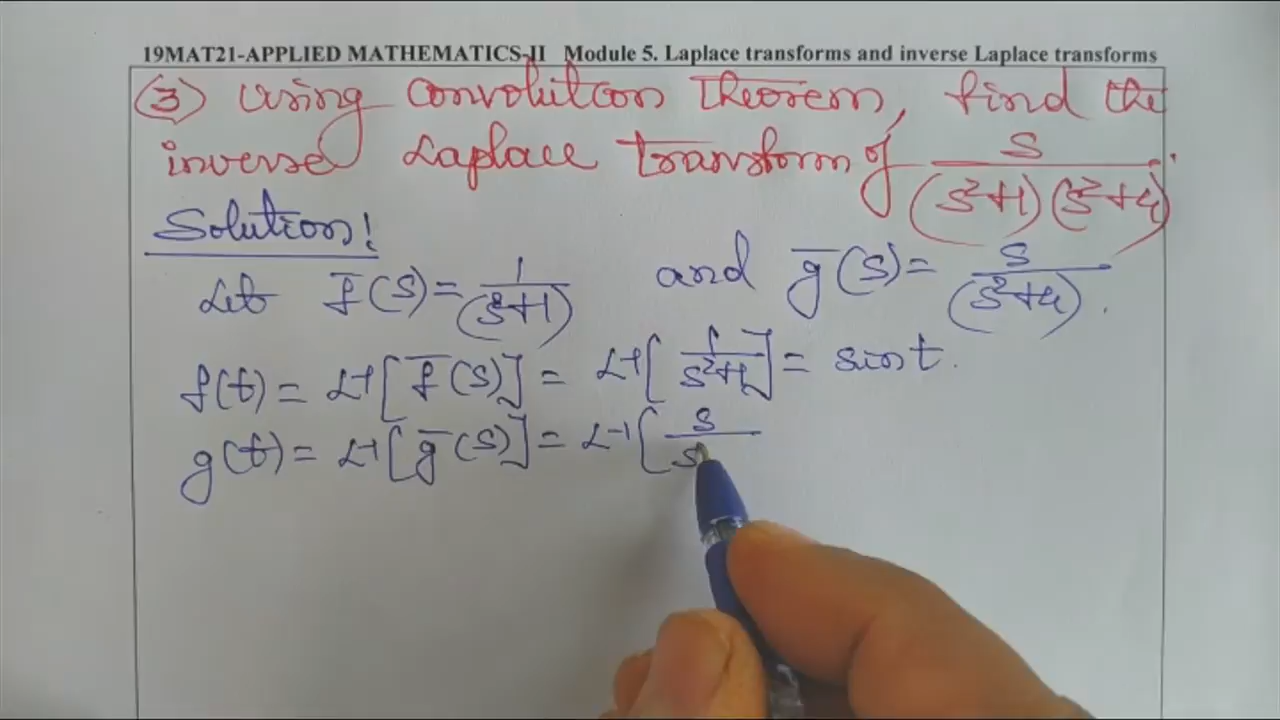 19MAT21-APPLIED MATHEMATICS-II Module 5. Laplace transforms and inverse Laplace transforms
(3) Using Convolution Theorem, find the
inverse Laplace transform of s/((s²+1)(s²+4)).
Solution!
Let f̄(s) = 1/(s²+1) and ḡ(s) = s/(s²+4).
f(t) = L⁻¹[f̄(s)] = L⁻¹[1/(s²+1)] = sin t.
g(t) = L⁻¹[ḡ(s)] = L⁻¹[s/s